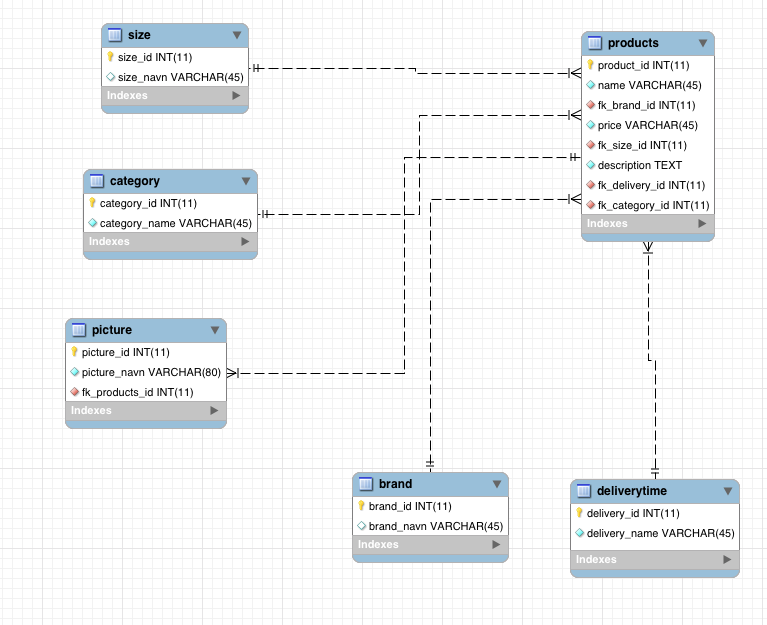 size
size_id INT(11)
size_navn VARCHAR(45)
Indexes
products
product_id INT(11)
name VARCHAR(45)
fk_brand_id INT(11)
price VARCHAR(45)
fk_size_id INT(11)
description TEXT
fk_delivery_id INT(11)
fk_category_id INT(11)
Indexes
category
category_id INT(11)
category_name VARCHAR(45)
Indexes
picture
picture_id INT(11)
picture_navn VARCHAR(80)
fk_products_id INT(11)
Indexes
brand
brand_id INT(11)
brand_navn VARCHAR(45)
Indexes
deliverytime
delivery_id INT(11)
delivery_name VARCHAR(45)
Indexes